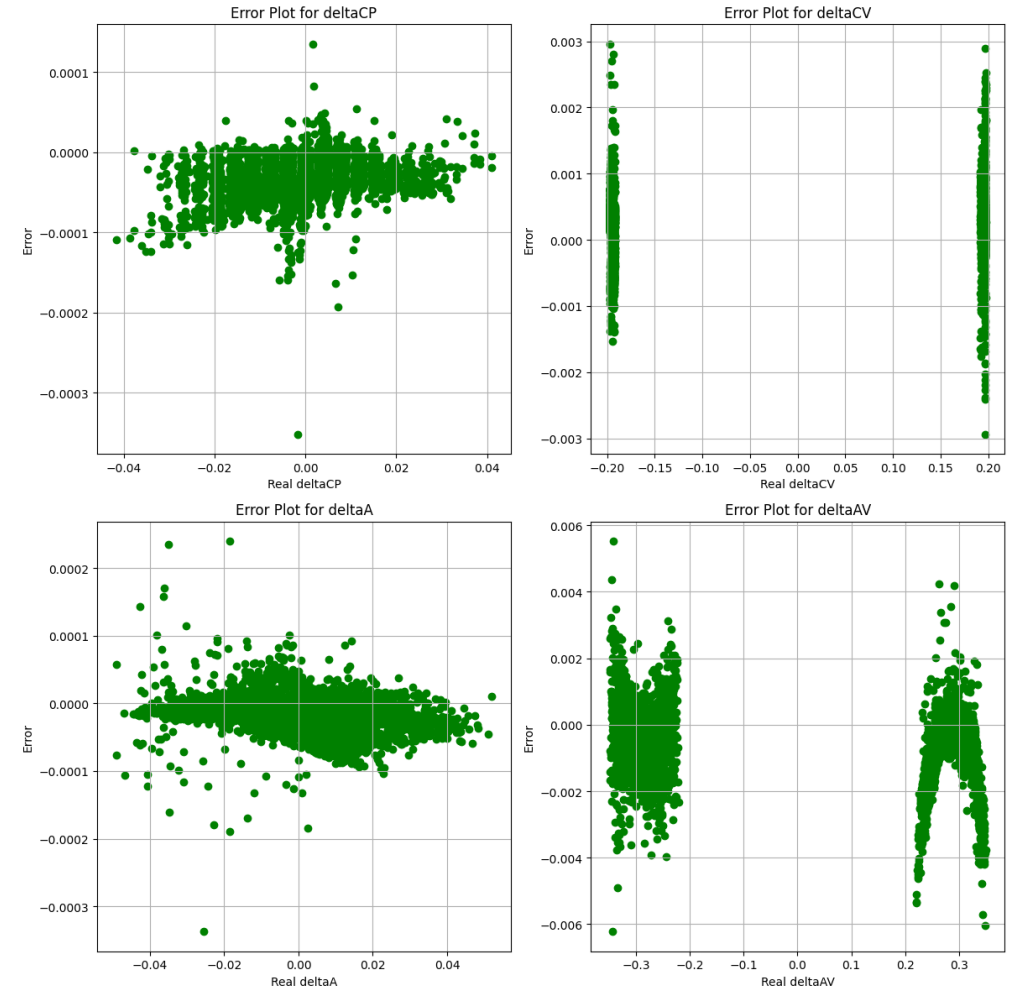 Error Plot for deltaCP
0.0001
0.0000
−0.0001
−0.0002
−0.0003
Error
−0.04 −0.02 0.00 0.02 0.04
Real deltaCP
Error Plot for deltaCV
0.003
0.002
0.001
0.000
−0.001
−0.002
−0.003
Error
−0.20 −0.15 −0.10 −0.05 0.00 0.05 0.10 0.15 0.20
Real deltaCV
Error Plot for deltaA
0.0002
0.0001
0.0000
−0.0001
−0.0002
−0.0003
Error
−0.04 −0.02 0.00 0.02 0.04
Real deltaA
Error Plot for deltaAV
0.006
0.004
0.002
0.000
−0.002
−0.004
−0.006
Error
−0.3 −0.2 −0.1 0.0 0.1 0.2 0.3
Real deltaAV